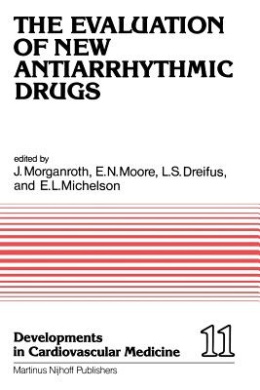 THE EVALUATION
OF NEW
ANTIARRHYTHMIC
DRUGS
edited by
J. Morganroth, E.N. Moore, L.S. Dreifus,
and E.L. Michelson
Developments
in Cardiovascular Medicine
11
Martinus Nijhoff Publishers